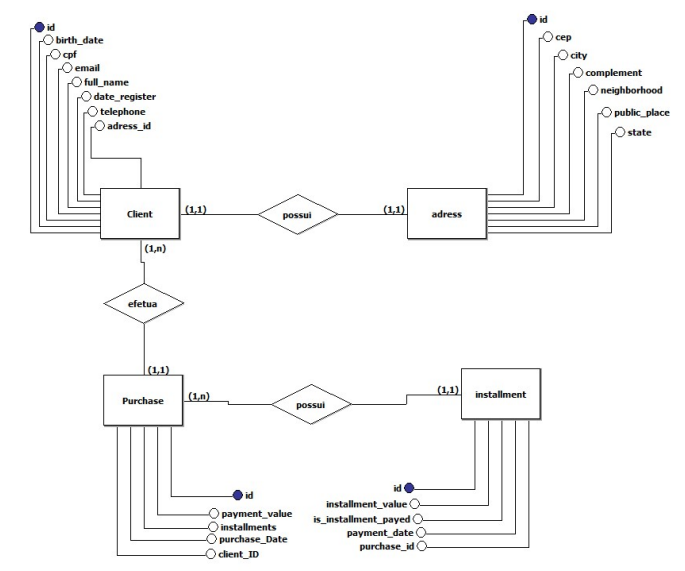 id
birth_date
cpf
email
full_name
date_register
telephone
adress_id
id
cep
city
complement
neighborhood
public_place
state
Client
(1,1)
possui
(1,1)
adress
(1,n)
efetua
(1,1)
Purchase
(1,n)
possui
(1,1)
installment
id
payment_value
installments
purchase_Date
client_ID
id
installment_value
is_installment_payed
payment_date
purchase_id